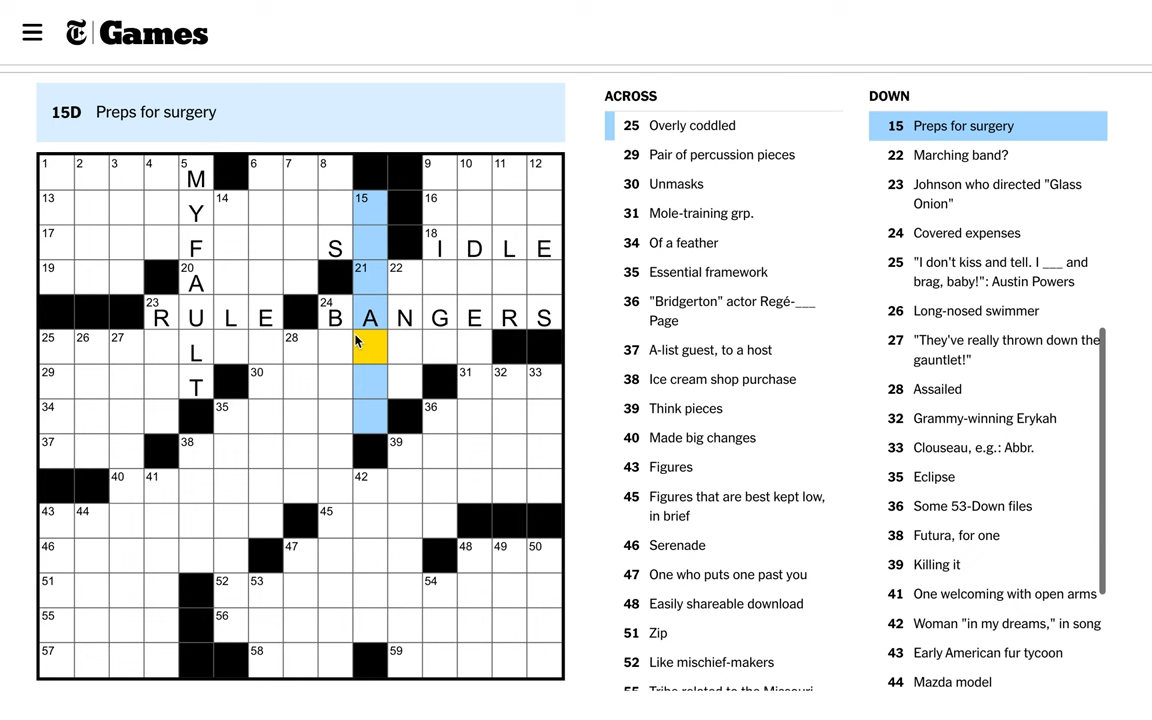 T Games
15D Preps for surgery
1 2 3 4 5 6 7 8 9 10 11 12
M
13 14 15 16
Y
17 18
F S I D L E
19 20 21 22
A
23 24
R U L E B A N G E R S
25 26 27 28
L
29 30 31 32 33
T
34 35 36
37 38 39
40 41 42
43 44 45
46 47 48 49 50
51 52 53 54
55 56
57 58 59
ACROSS
25 Overly coddled
29 Pair of percussion pieces
30 Unmasks
31 Mole-training grp.
34 Of a feather
35 Essential framework
36 "Bridgerton" actor Regé-___
Page
37 A-list guest, to a host
38 Ice cream shop purchase
39 Think pieces
40 Made big changes
43 Figures
45 Figures that are best kept low,
in brief
46 Serenade
47 One who puts one past you
48 Easily shareable download
51 Zip
52 Like mischief-makers
55 Tribe related to the Missouri
DOWN
15 Preps for surgery
22 Marching band?
23 Johnson who directed "Glass
Onion"
24 Covered expenses
25 "I don't kiss and tell. I ___ and
brag, baby!": Austin Powers
26 Long-nosed swimmer
27 "They've really thrown down the
gauntlet!"
28 Assailed
32 Grammy-winning Erykah
33 Clouseau, e.g.: Abbr.
35 Eclipse
36 Some 53-Down files
38 Futura, for one
39 Killing it
41 One welcoming with open arms
42 Woman "in my dreams," in song
43 Early American fur tycoon
44 Mazda model